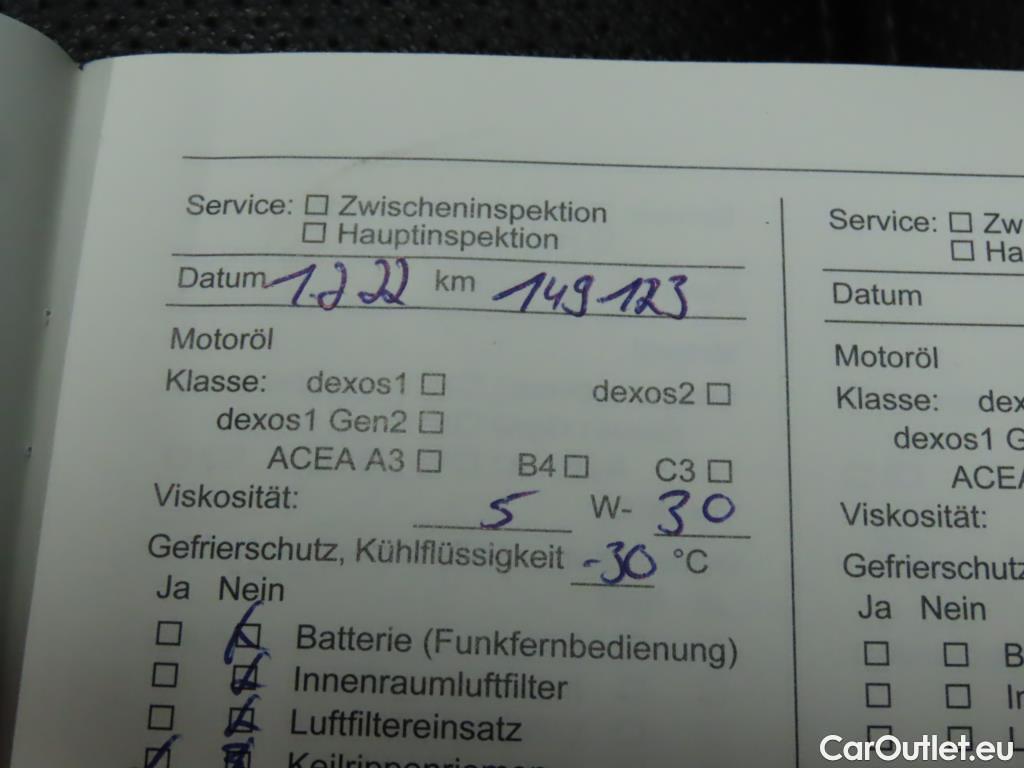 Service: □ Zwischeninspektion
□ Hauptinspektion
Datum 1.2 22 km 149 123
Motoröl
Klasse: dexos1 □ dexos2 □
dexos1 Gen2 □
ACEA A3 □ B4 □ C3 □
Viskosität: 5 W- 30
Gefrierschutz, Kühlflüssigkeit -30 °C
Ja Nein
Batterie (Funkfernbedienung)
Innenraumluftfilter
Luftfiltereinsatz
Keilrippenriemen
Service: □ Zw
□ Ha
Datum
Motoröl
Klasse: dex
dexos1 G
ACEA
Viskosität:
Gefrierschutz
Ja Nein
B
In
L
CarOutlet.eu